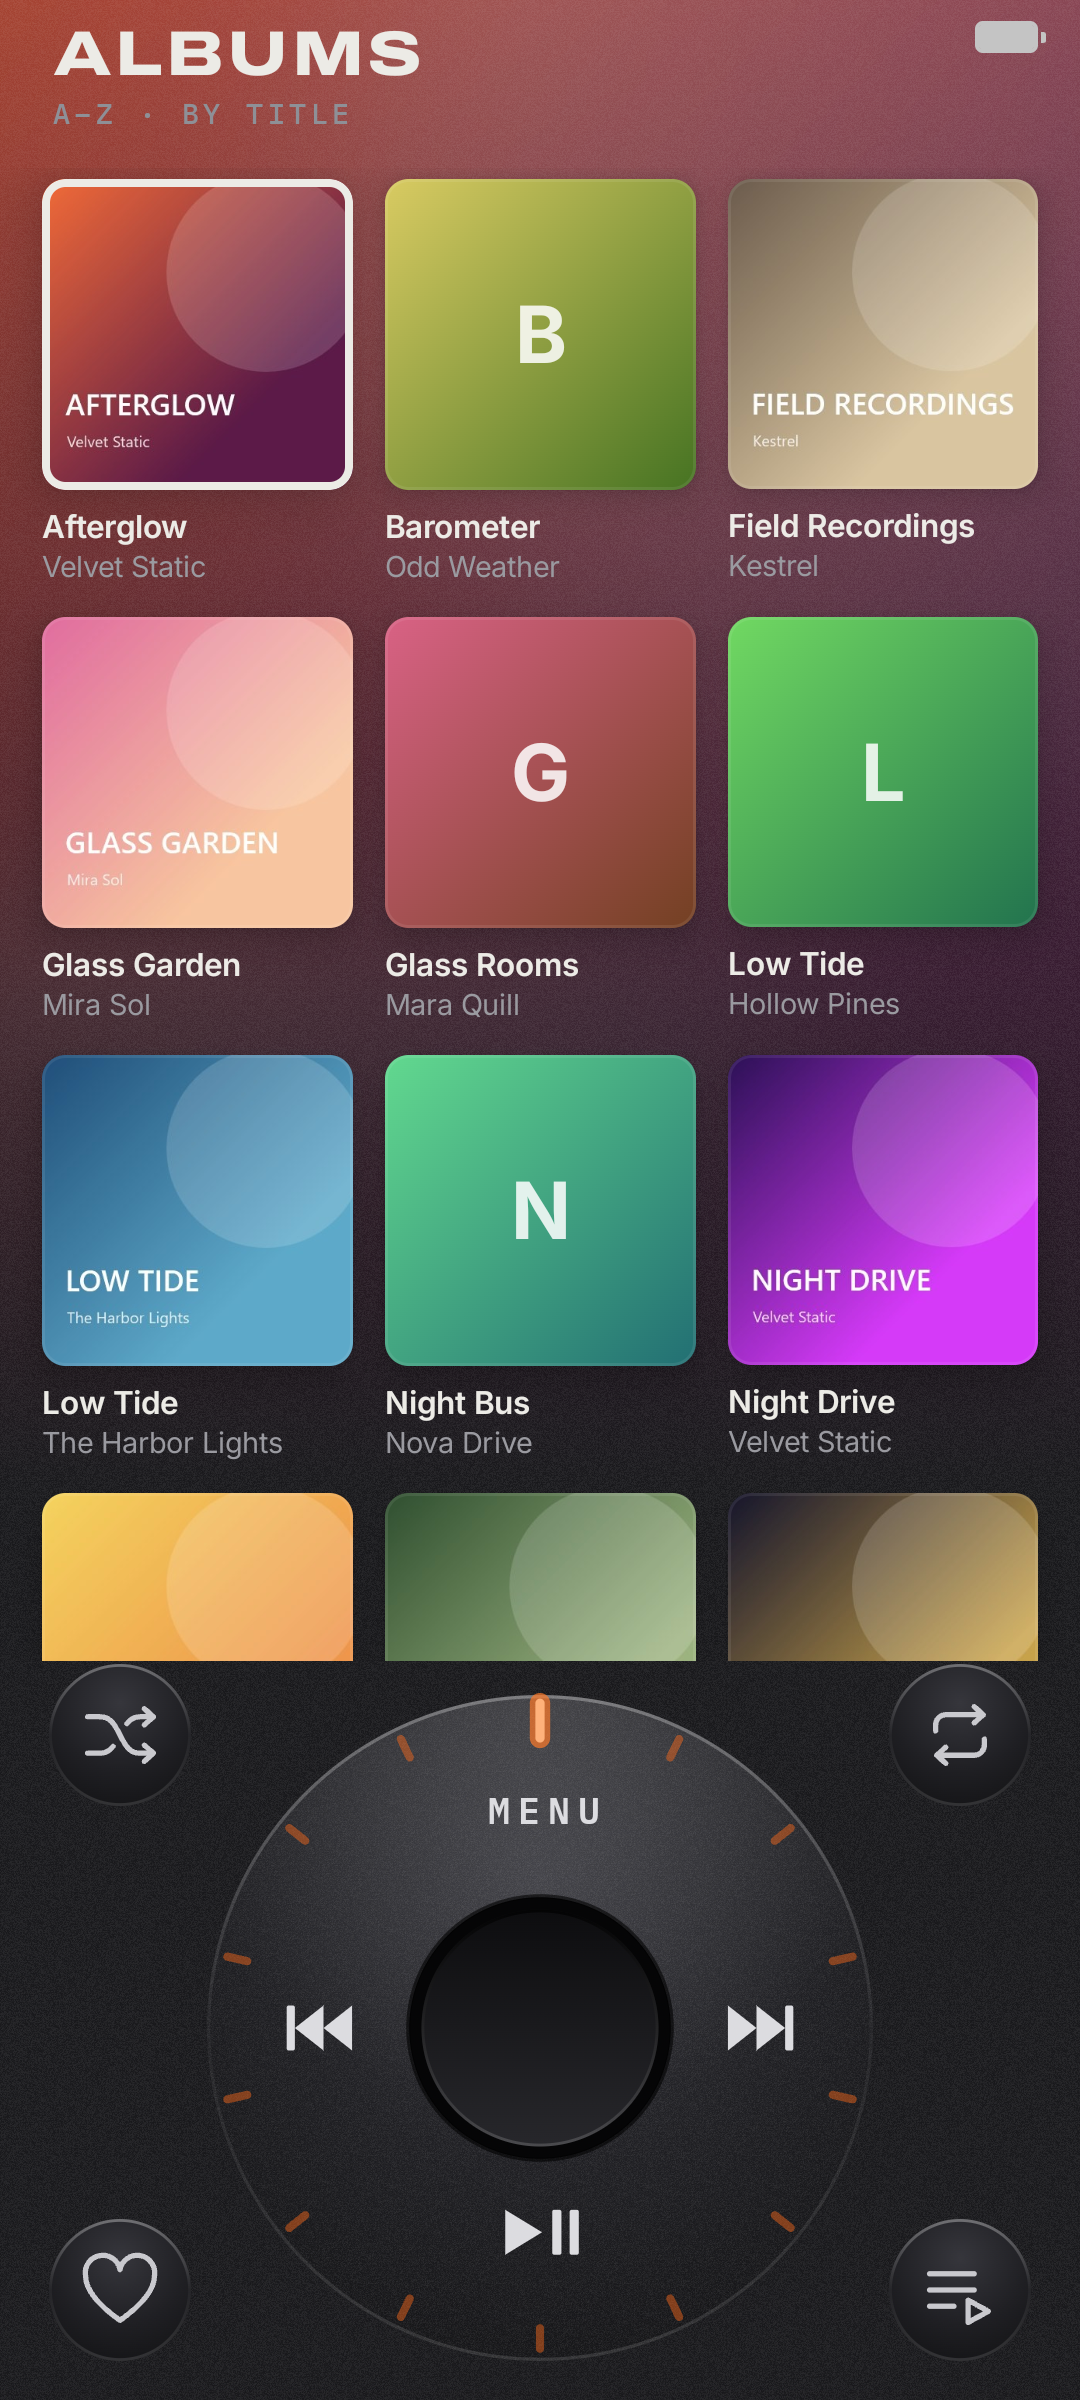 ALBUMS
A–Z · BY TITLE
AFTERGLOW
Velvet Static
B
FIELD RECORDINGS
Kestrel
Afterglow
Velvet Static
Barometer
Odd Weather
Field Recordings
Kestrel
GLASS GARDEN
Mira Sol
G
L
Glass Garden
Mira Sol
Glass Rooms
Mara Quill
Low Tide
Hollow Pines
LOW TIDE
The Harbor Lights
N
NIGHT DRIVE
Velvet Static
Low Tide
The Harbor Lights
Night Bus
Nova Drive
Night Drive
Velvet Static
MENU